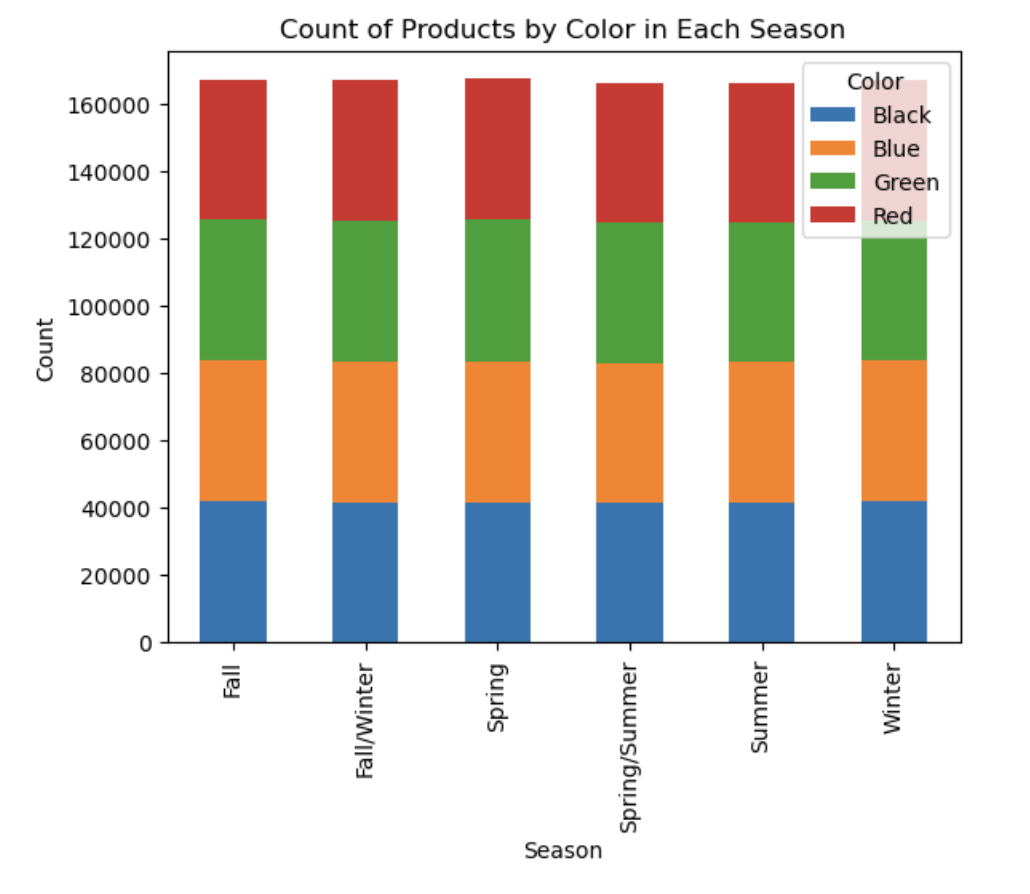 Count of Products by Color in Each Season
Color
Black
Blue
Green
Red
160000
140000
120000
100000
80000
60000
40000
20000
0
Count
Fall
Fall/Winter
Spring
Spring/Summer
Summer
Winter
Season